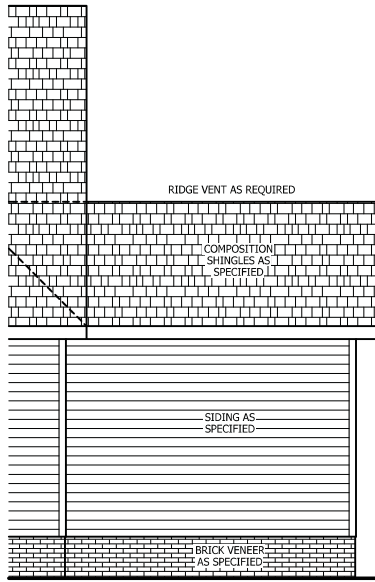 RIDGE VENT AS REQUIRED
COMPOSITION
SHINGLES AS
SPECIFIED
SIDING AS
SPECIFIED
BRICK VENEER
AS SPECIFIED